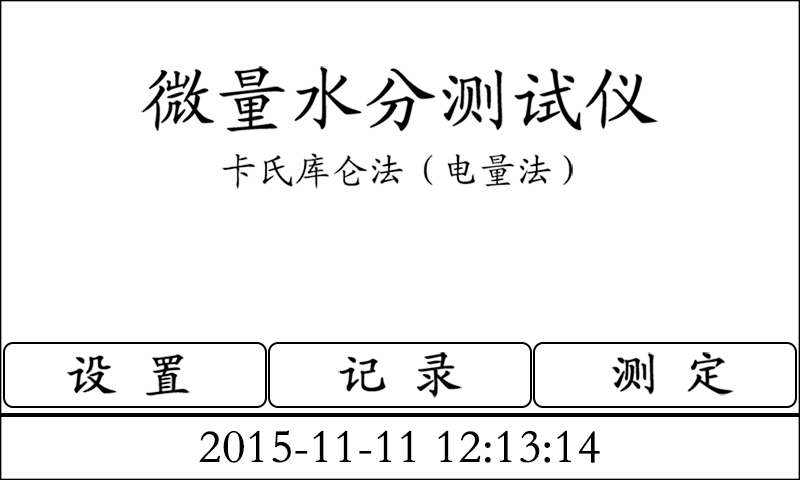 微量水分测试仪
卡氏库仑法（电量法）
设 置 记 录 测 定
2015-11-11 12:13:14